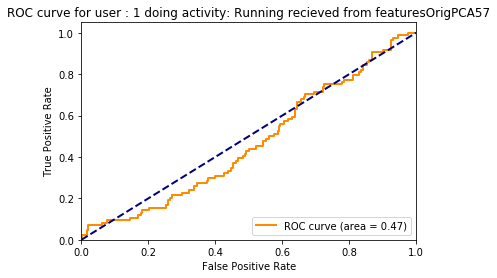 ROC curve for user : 1 doing activity: Running recieved from featuresOrigPCA57
1.0
0.8
0.6
0.4
0.2
0.0
True Positive Rate
ROC curve (area = 0.47)
0.0 0.2 0.4 0.6 0.8 1.0
False Positive Rate